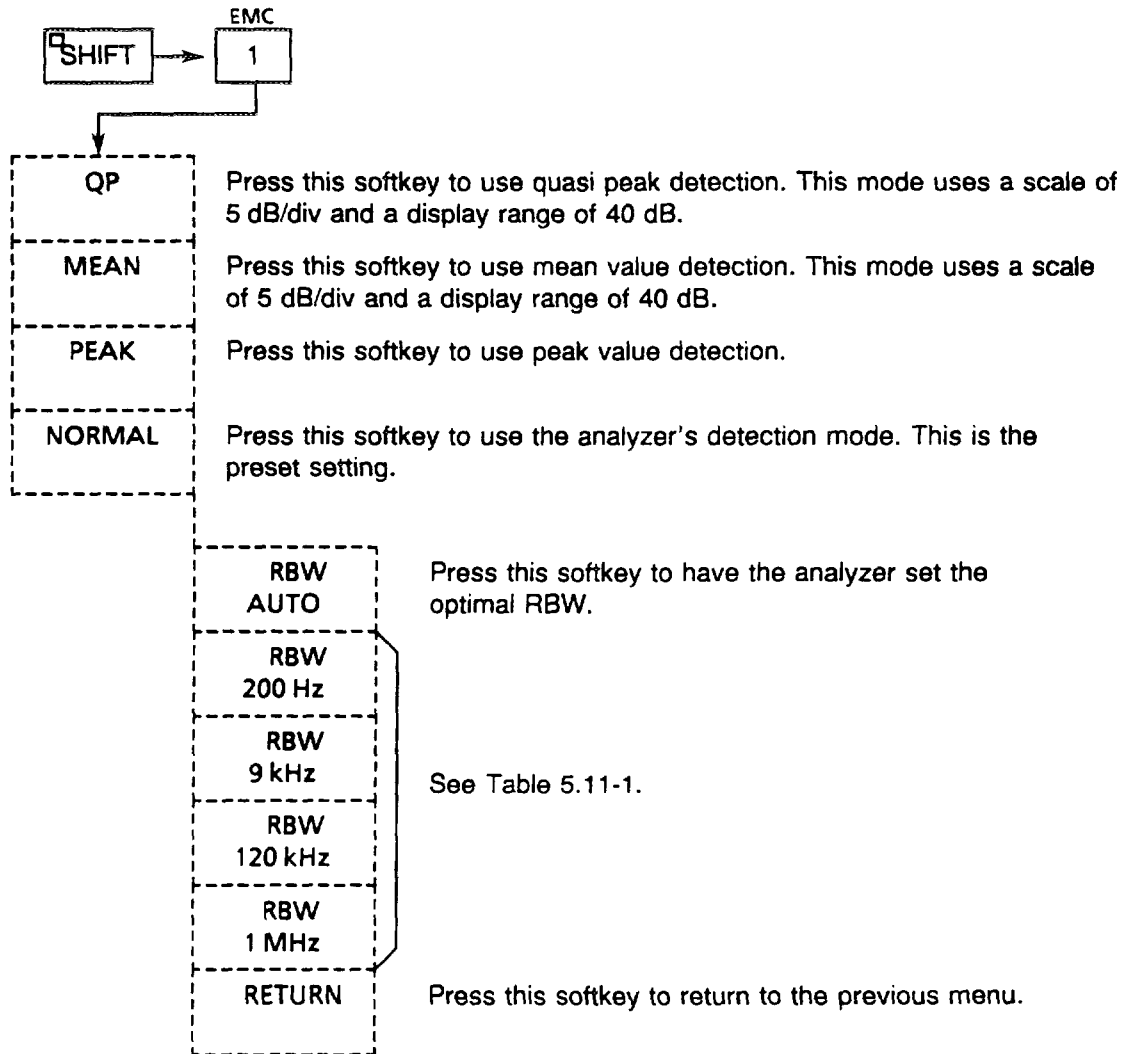 EMC
SHIFT
1
QP
Press this softkey to use quasi peak detection. This mode uses a scale of
5 dB/div and a display range of 40 dB.
MEAN
Press this softkey to use mean value detection. This mode uses a scale
of 5 dB/div and a display range of 40 dB.
PEAK
Press this softkey to use peak value detection.
NORMAL
Press this softkey to use the analyzer's detection mode. This is the
preset setting.
RBW
AUTO
Press this softkey to have the analyzer set the
optimal RBW.
RBW
200 Hz
RBW
9 kHz
See Table 5.11-1.
RBW
120 kHz
RBW
1 MHz
RETURN
Press this softkey to return to the previous menu.